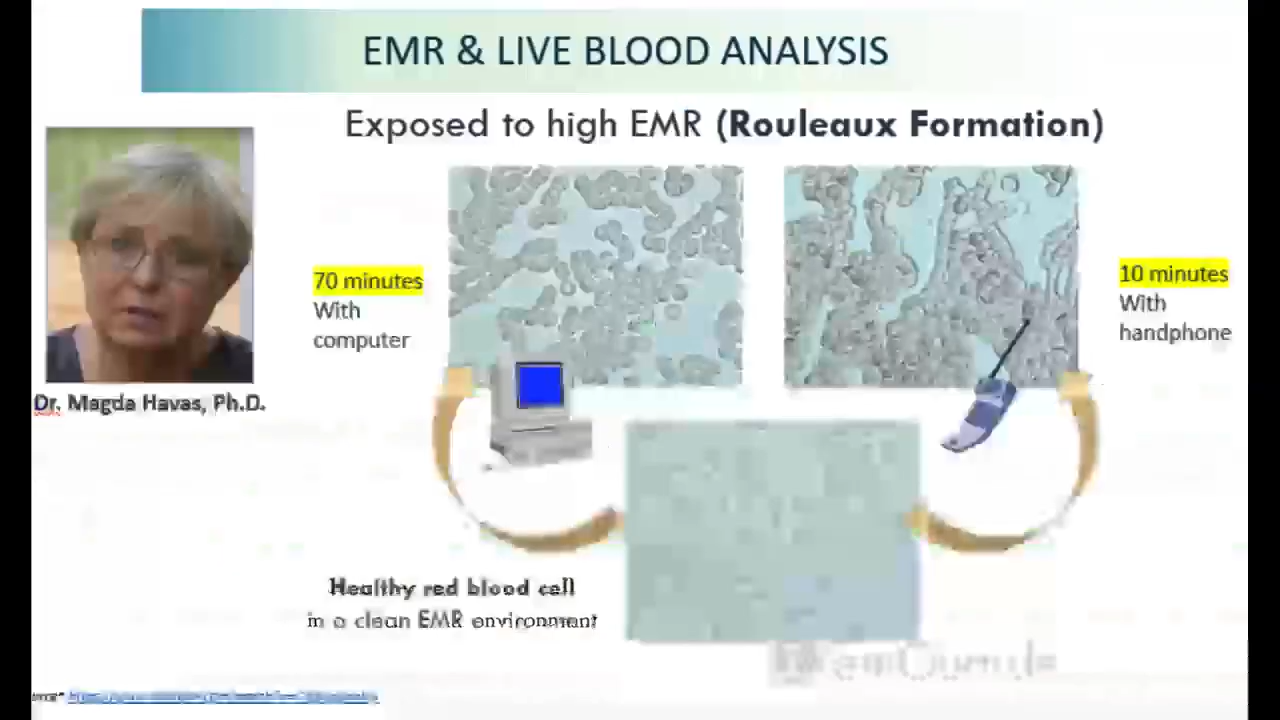 EMR & LIVE BLOOD ANALYSIS
Exposed to high EMR (Rouleaux Formation)
70 minutes
With
computer
10 minutes
With
handphone
Dr. Magda Havas, Ph.D.
Healthy red blood cell
in a clean EMR environment